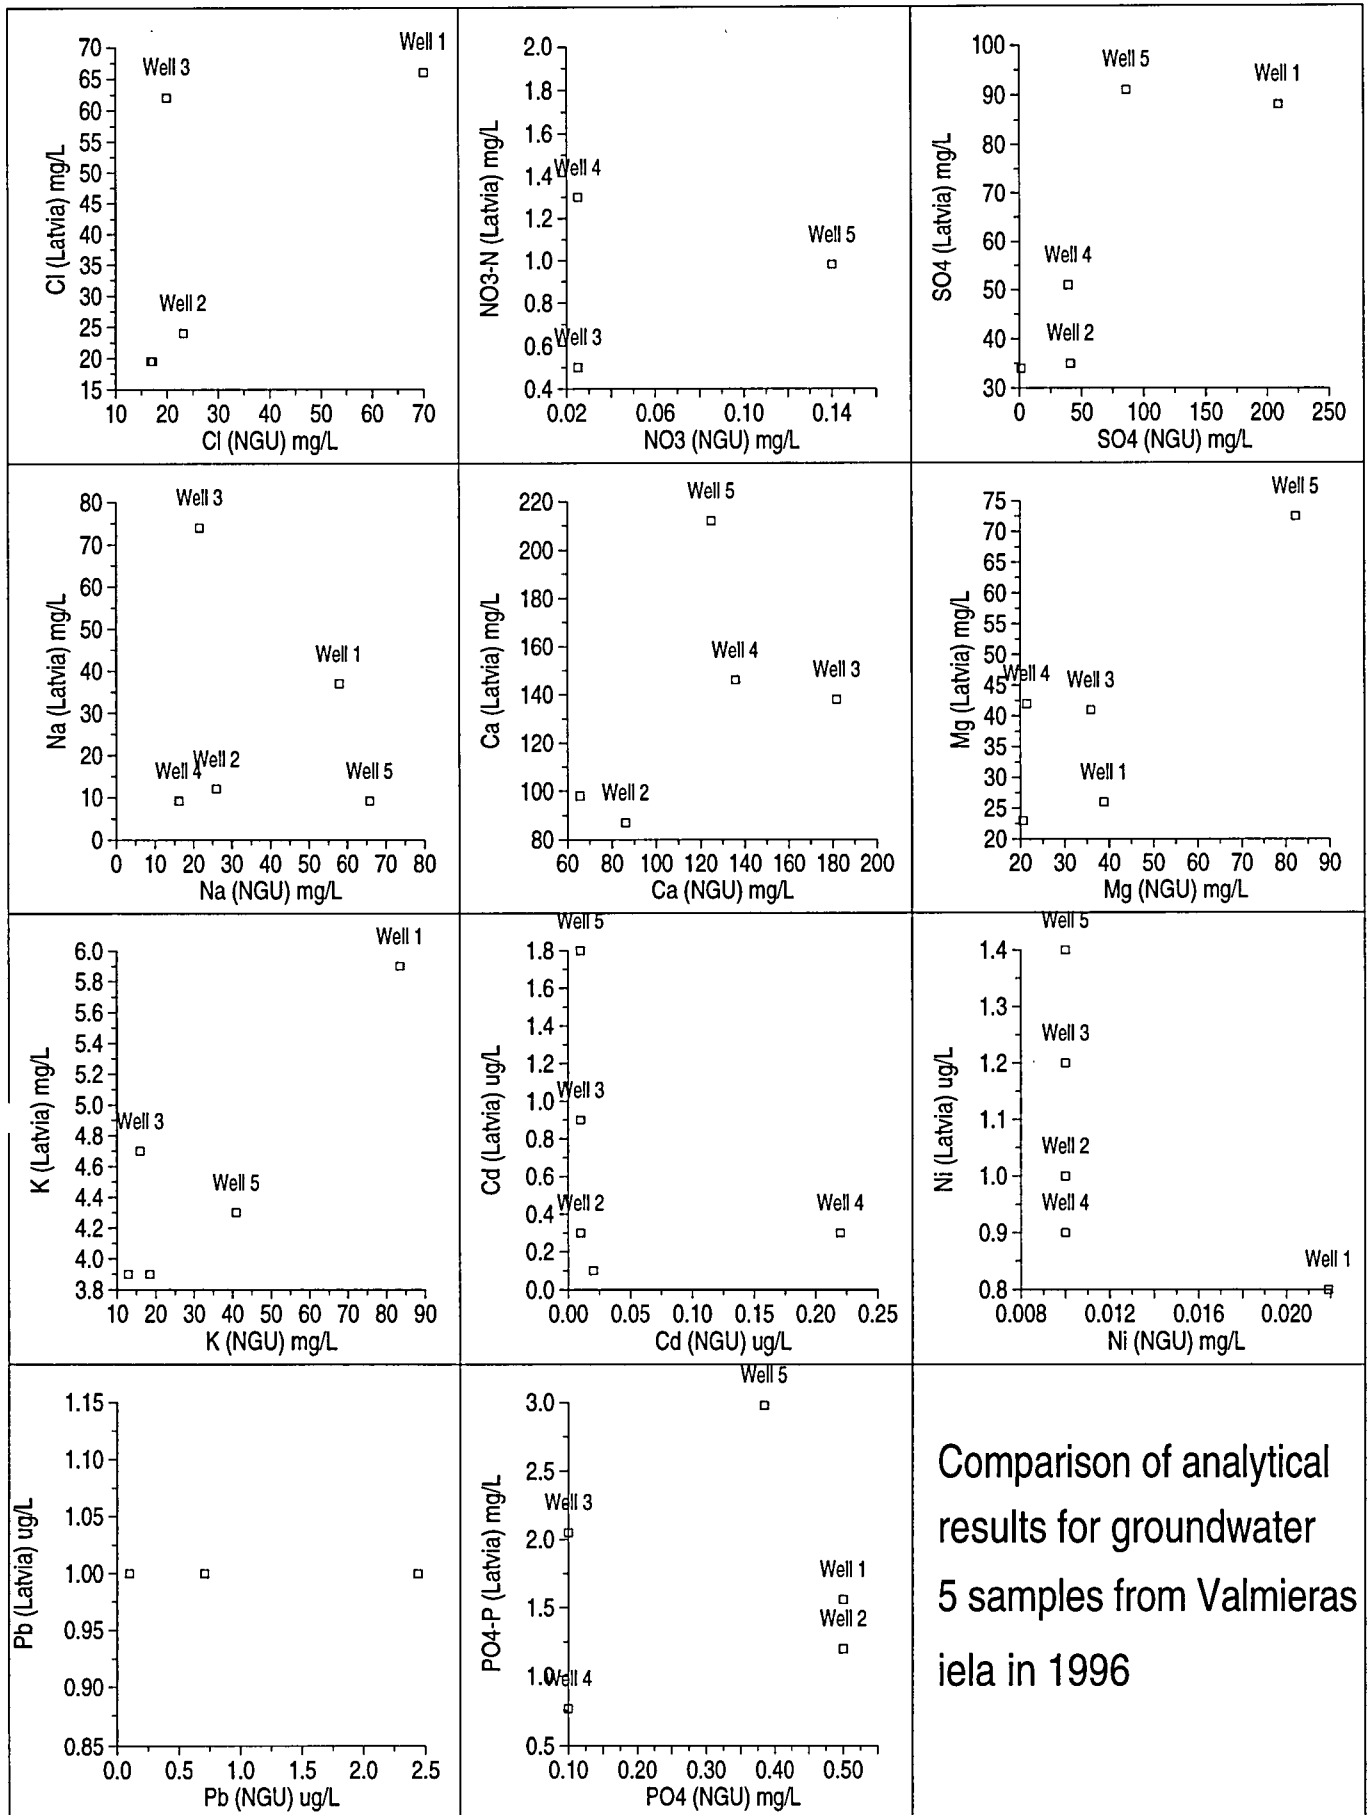 70
65
60
55
50
45
40
35
30
25
20
15
Cl (Latvia) mg/L
Well 1
Well 3
Well 2
10 20 30 40 50 60 70
Cl (NGU) mg/L
2.0
1.8
1.6
1.4
1.2
1.0
0.8
0.6
0.4
NO3-N (Latvia) mg/L
Well 4
Well 5
Well 3
0.02 0.06 0.10 0.14
NO3 (NGU) mg/L
100
90
80
70
60
50
40
30
SO4 (Latvia) mg/L
Well 5
Well 1
Well 4
Well 2
0 50 100 150 200 250
SO4 (NGU) mg/L
80
70
60
50
40
30
20
10
0
Na (Latvia) mg/L
Well 3
Well 1
Well 2
Well 4
Well 5
0 10 20 30 40 50 60 70 80
Na (NGU) mg/L
220
200
180
160
140
120
100
80
Ca (Latvia) mg/L
Well 5
Well 4
Well 3
Well 2
60 80 100 120 140 160 180 200
Ca (NGU) mg/L
75
70
65
60
55
50
45
40
35
30
25
20
Mg (Latvia) mg/L
Well 5
Well 4
Well 3
Well 1
20 30 40 50 60 70 80 90
Mg (NGU) mg/L
6.0
5.8
5.6
5.4
5.2
5.0
4.8
4.6
4.4
4.2
4.0
3.8
K (Latvia) mg/L
Well 1
Well 3
Well 5
10 20 30 40 50 60 70 80 90
K (NGU) mg/L
1.8
1.6
1.4
1.2
1.0
0.8
0.6
0.4
0.2
0.0
Cd (Latvia) ug/L
Well 5
Well 3
Well 2
Well 4
0.00 0.05 0.10 0.15 0.20 0.25
Cd (NGU) ug/L
1.4
1.3
1.2
1.1
1.0
0.9
0.8
Ni (Latvia) ug/L
Well 5
Well 3
Well 2
Well 4
Well 1
0.008 0.012 0.016 0.020
Ni (NGU) mg/L
1.15
1.10
1.05
1.00
0.95
0.90
0.85
Pb (Latvia) ug/L
0.0 0.5 1.0 1.5 2.0 2.5
Pb (NGU) ug/L
3.0
2.5
2.0
1.5
1.0
0.5
PO4-P (Latvia) mg/L
Well 5
Well 3
Well 1
Well 2
Well 4
0.10 0.20 0.30 0.40 0.50
PO4 (NGU) mg/L
Comparison of analytical
results for groundwater
5 samples from Valmieras
iela in 1996